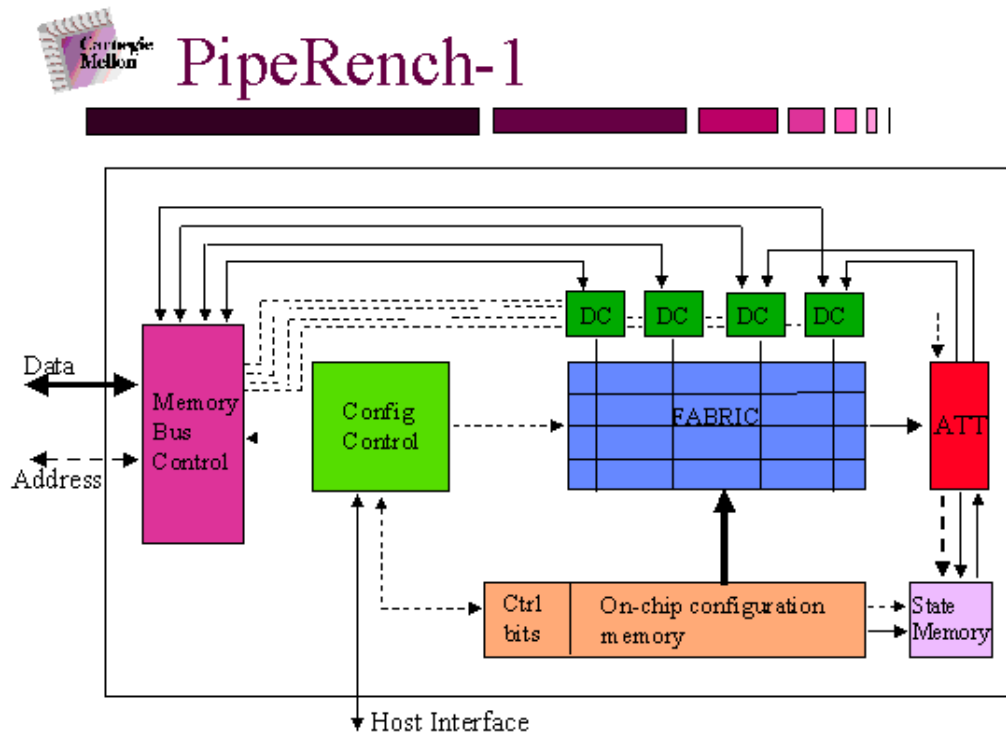 Carnegie
Mellon
PipeRench-1
DC DC DC DC
Data
Memory
Bus
Control
Config
Control
FABRIC
ATT
Address
Ctrl
bits
On-chip configuration
memory
State
Memory
Host Interface